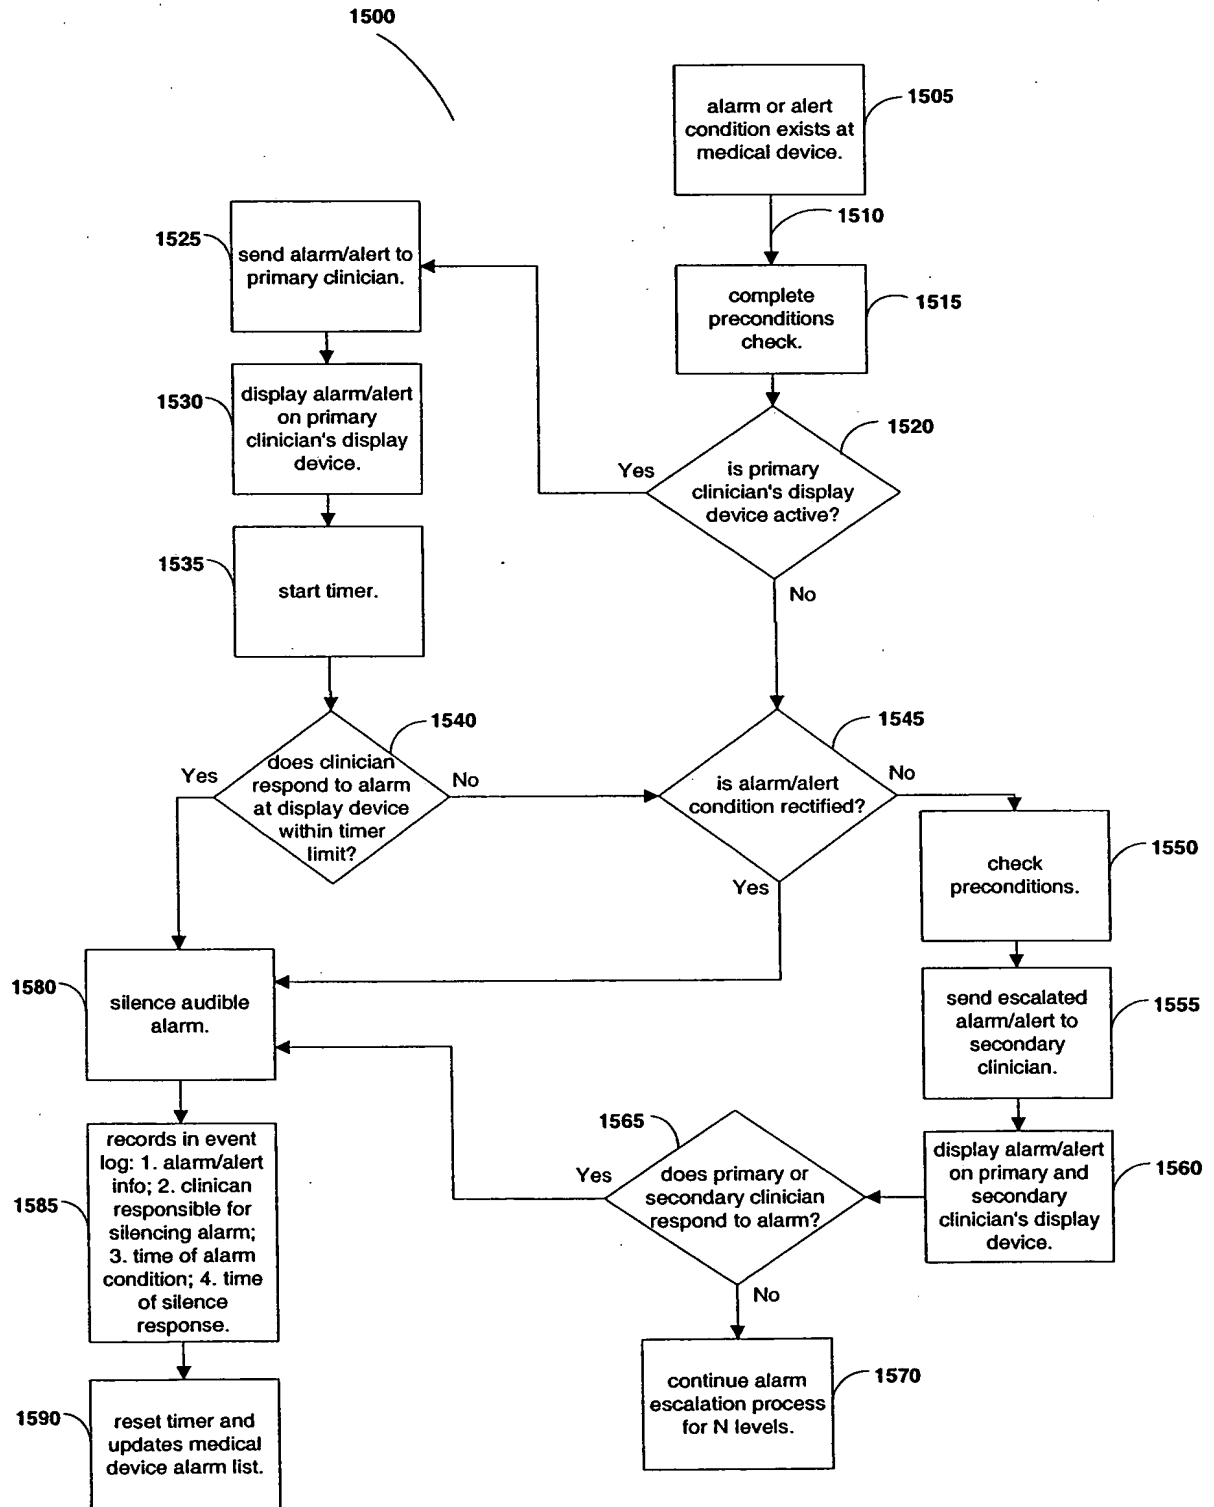 1500
alarm or alert
condition exists at
medical device.
1505
1510
1525
send alarm/alert to
primary clinician.
complete
preconditions
check.
1515
1530
display alarm/alert
on primary
clinician's display
device.
1520
Yes
is primary
clinician's display
device active?
No
1535
start timer.
1540
Yes
does clinician
respond to alarm
at display device
within timer
limit?
No
1545
is alarm/alert
condition rectified?
No
Yes
1550
check
preconditions.
1580
silence audible
alarm.
send escalated
alarm/alert to
secondary
clinician.
1555
1585
records in event
log: 1. alarm/alert
info; 2. clinican
responsible for
silencing alarm;
3. time of alarm
condition; 4. time
of silence
response.
1565
Yes
does primary or
secondary clinician
respond to alarm?
No
display alarm/alert
on primary and
secondary
clinician's display
device.
1560
continue alarm
escalation process
for N levels.
1570
1590
reset timer and
updates medical
device alarm list.